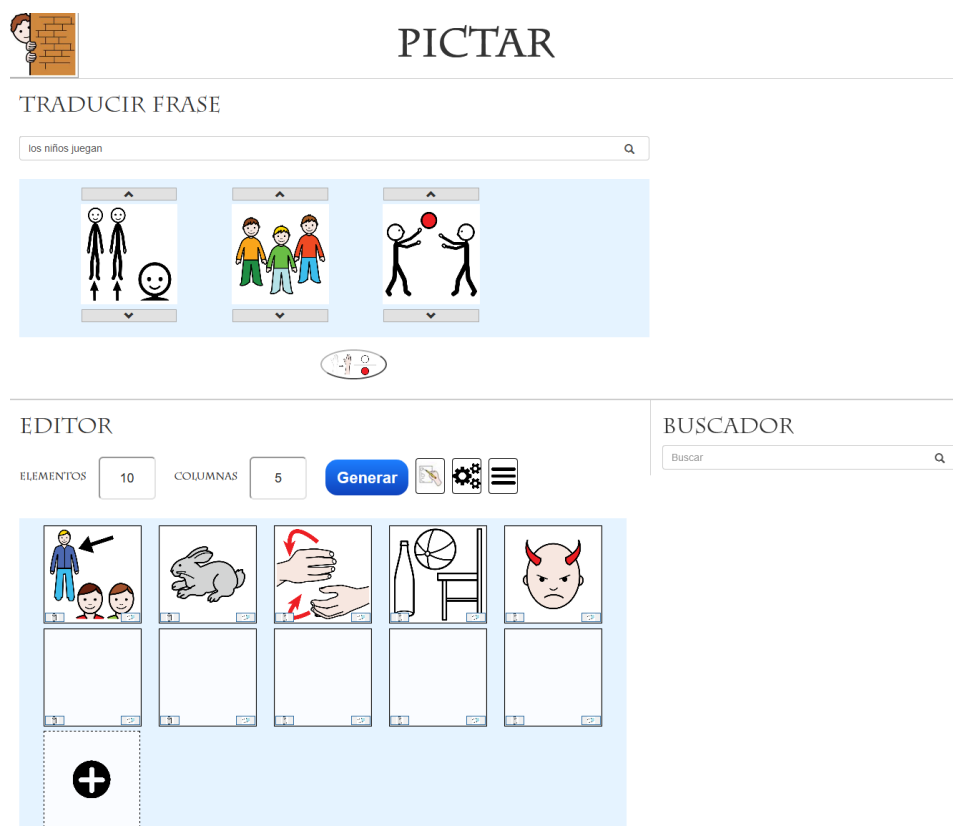 PICTAR
TRADUCIR FRASE
los niños juegan
EDITOR
ELEMENTOS 10 COLUMNAS 5 Generar
BUSCADOR
Buscar